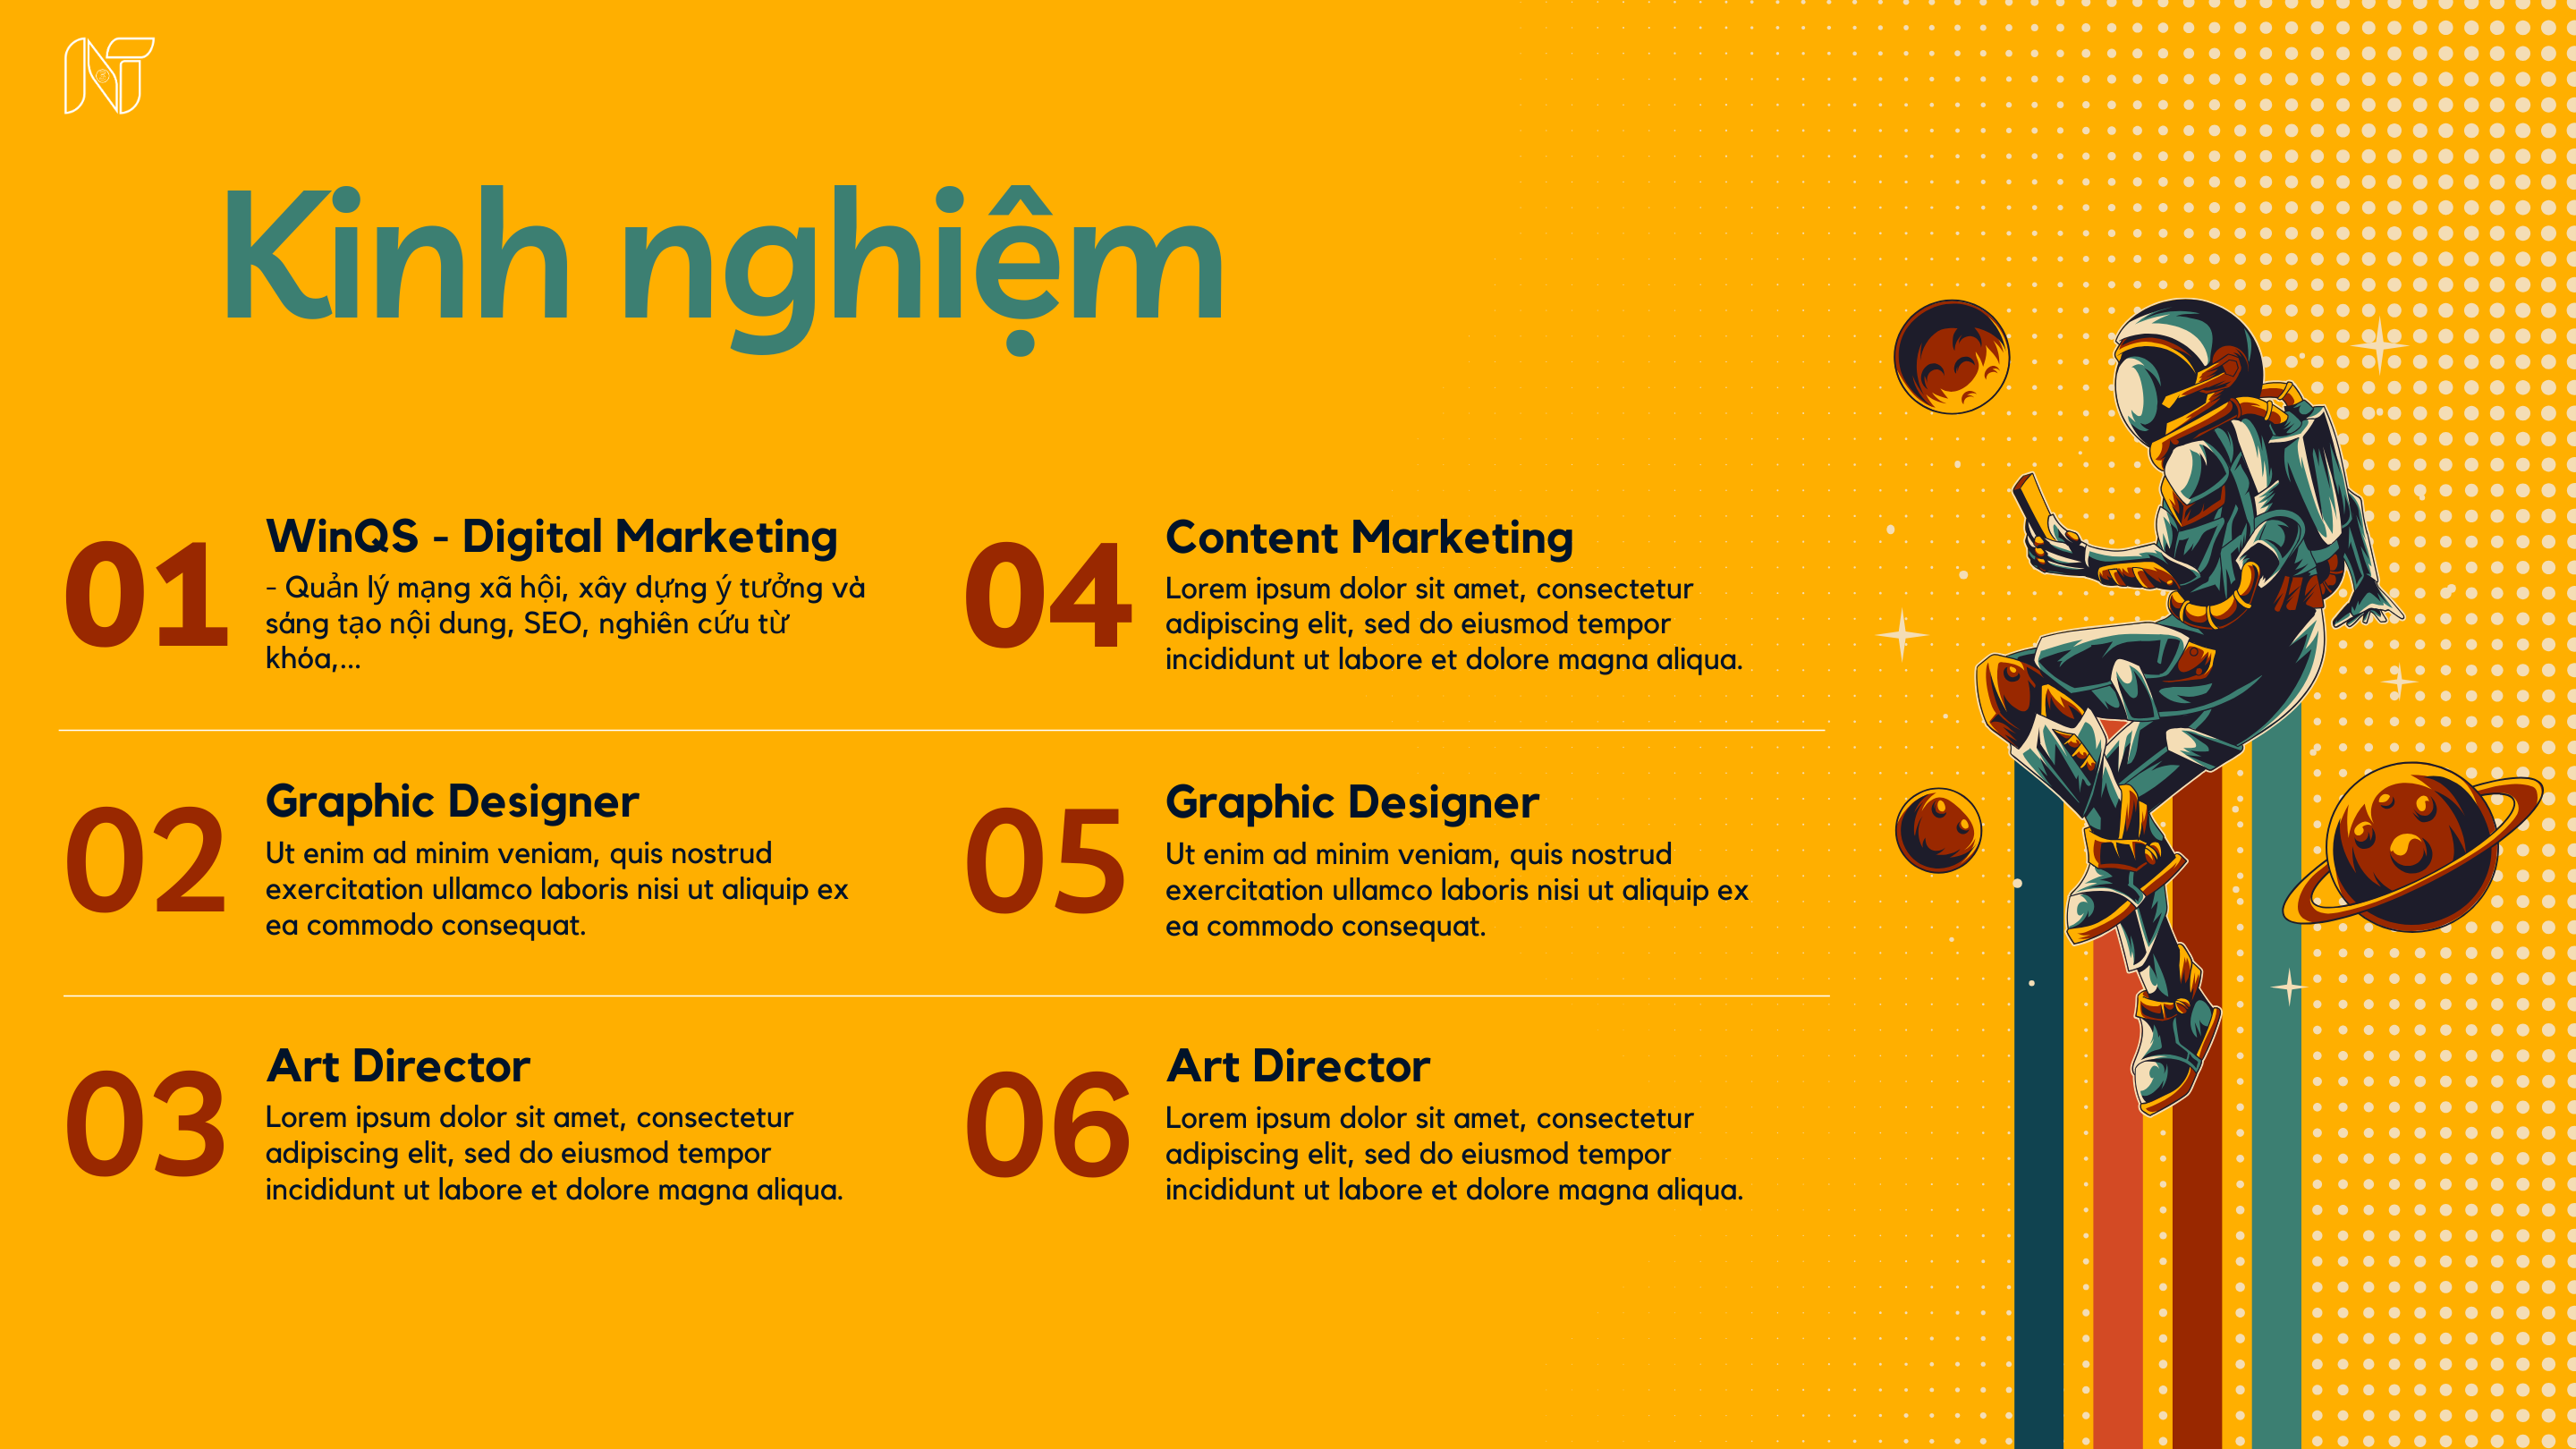 NT
Kinh nghiệm
01
WinQS - Digital Marketing
- Quản lý mạng xã hội, xây dựng ý tưởng và
sáng tạo nội dung, SEO, nghiên cứu từ
khóa,...
02
Graphic Designer
Ut enim ad minim veniam, quis nostrud
exercitation ullamco laboris nisi ut aliquip ex
ea commodo consequat.
03
Art Director
Lorem ipsum dolor sit amet, consectetur
adipiscing elit, sed do eiusmod tempor
incididunt ut labore et dolore magna aliqua.
04
Content Marketing
Lorem ipsum dolor sit amet, consectetur
adipiscing elit, sed do eiusmod tempor
incididunt ut labore et dolore magna aliqua.
05
Graphic Designer
Ut enim ad minim veniam, quis nostrud
exercitation ullamco laboris nisi ut aliquip ex
ea commodo consequat.
06
Art Director
Lorem ipsum dolor sit amet, consectetur
adipiscing elit, sed do eiusmod tempor
incididunt ut labore et dolore magna aliqua.